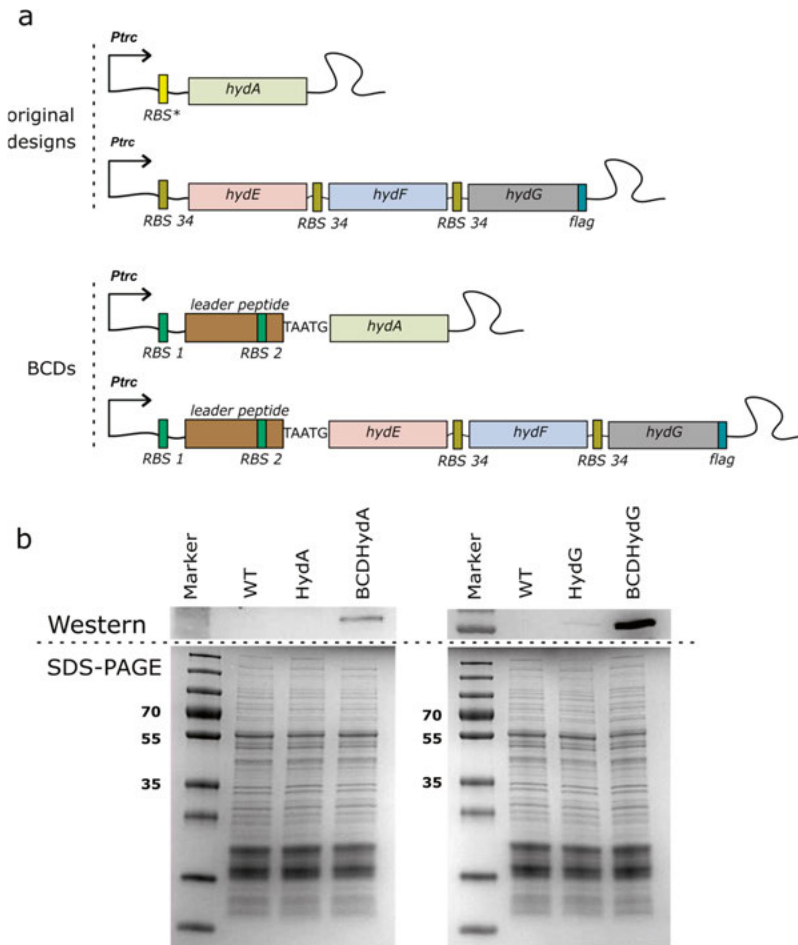 a
Ptrc
hydA
RBS*
original
designs
Ptrc
hydE
hydF
hydG
RBS 34
RBS 34
RBS 34
flag
Ptrc
leader peptide
TAATG
hydA
RBS 1
RBS 2
BCDs
Ptrc
leader peptide
TAATG
hydE
hydF
hydG
RBS 1
RBS 2
RBS 34
RBS 34
flag
b
Marker
WT
HydA
BCDHydA
Marker
WT
HydG
BCDHydG
Western
SDS-PAGE
70
55
35
70
55
35